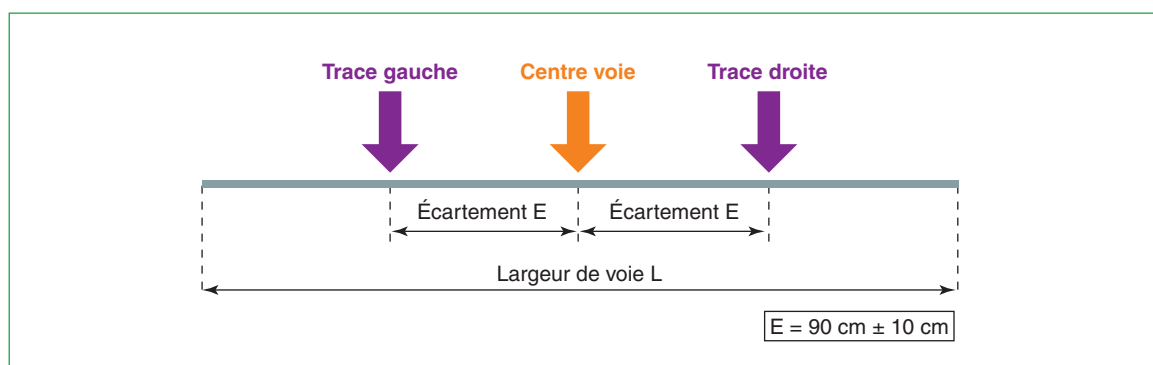 Trace gauche
Centre voie
Trace droite
Écartement E
Écartement E
Largeur de voie L
E = 90 cm ± 10 cm